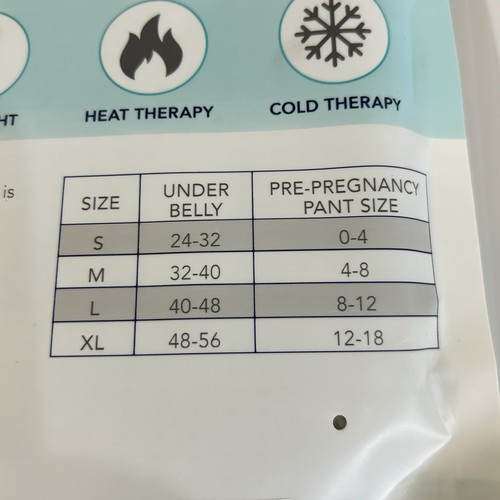 HT
HEAT THERAPY
COLD THERAPY
is
SIZE UNDER BELLY PRE-PREGNANCY PANT SIZE
S 24-32 0-4
M 32-40 4-8
L 40-48 8-12
XL 48-56 12-18